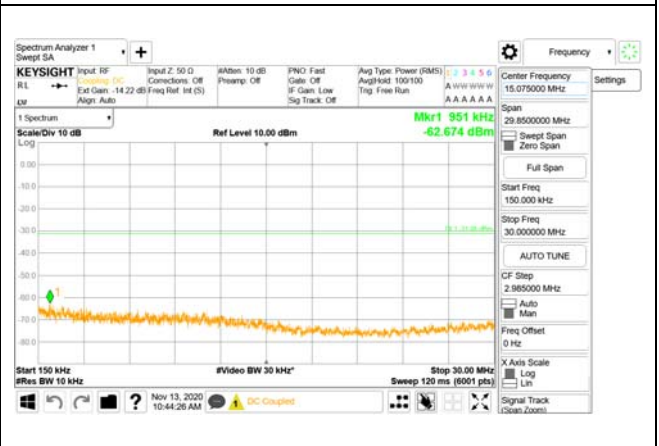 Spectrum Analyzer 1
Swept SA
+
Frequency
KEYSIGHT
RL
Input: RF
Coupling: DC
Ext Gain: -14.22 dB
Align: Auto
Input Z: 50 Ω
Corrections: Off
Freq Ref: Int (S)
#Atten: 10 dB
Preamp: Off
PNO: Fast
Gate: Off
IF Gain: Low
Sig Track: Off
Avg Type: Power (RMS)
Avg|Hold: 100/100
Trig: Free Run
1 2 3 4 5 6
A W W W W W
A A A A A A
Center Frequency
15.075000 MHz
Settings
Span
29.8500000 MHz
Swept Span
Zero Span
Full Span
Start Freq
150.000 kHz
Stop Freq
30.000000 MHz
AUTO TUNE
CF Step
2.985000 MHz
Auto
Man
Freq Offset
0 Hz
X Axis Scale
Log
Lin
Signal Track
(Span Zoom)
1 Spectrum
Scale/Div 10 dB
Ref Level 10.00 dBm
Mkr1 951 kHz
-62.674 dBm
Log
0.00
-10.0
-20.0
-30.0
-40.0
-50.0
-60.0
-70.0
-80.0
1
Start 150 kHz
#Video BW 30 kHz*
Stop 30.00 MHz
#Res BW 10 kHz
Sweep 120 ms (6001 pts)
?
Nov 13, 2020
10:44:26 AM
DC Coupled